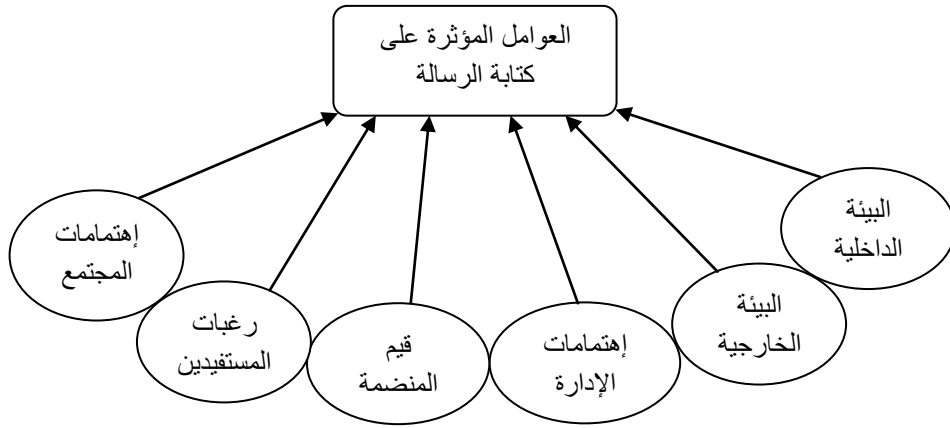 العوامل المؤثرة على
كتابة الرسالة
البيئة
الداخلية
البيئة
الخارجية
إهتمامات
الإدارة
قيم
المنضمة
رغبات
المستفيدين
إهتمامات
المجتمع